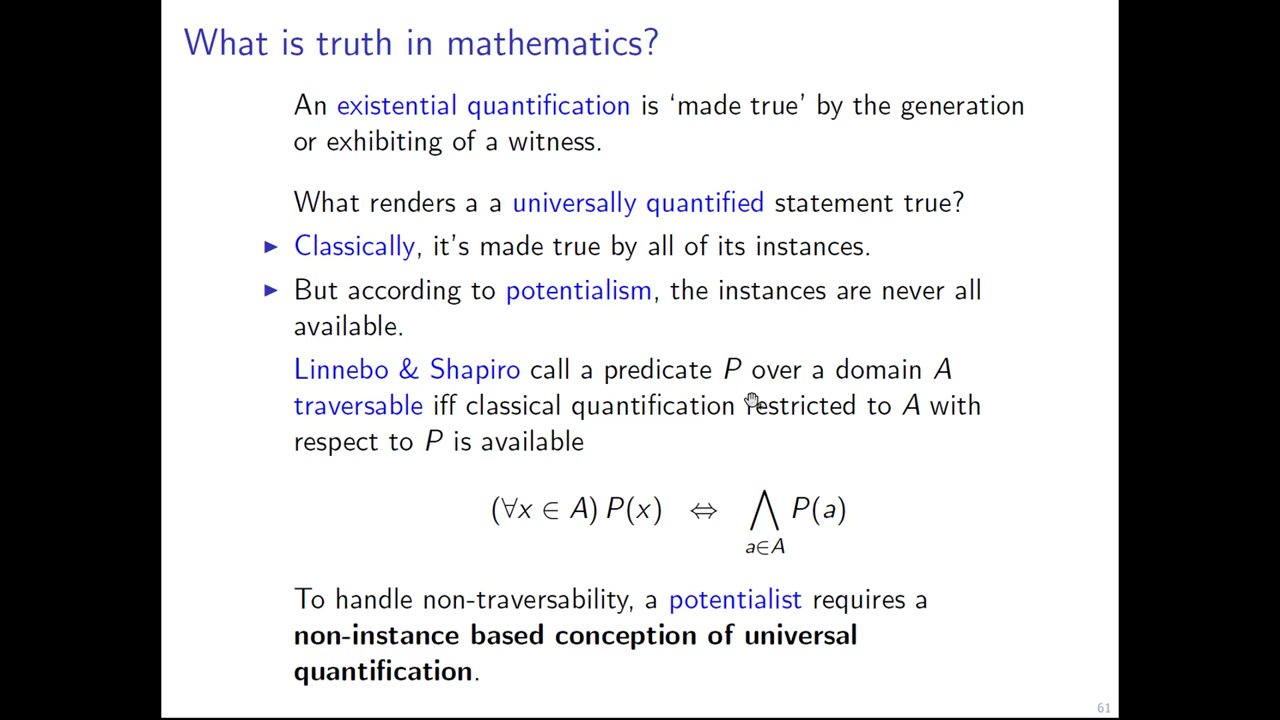 What is truth in mathematics?
An existential quantification is ‘made true’ by the generation
or exhibiting of a witness.
What renders a a universally quantified statement true?
▶ Classically, it’s made true by all of its instances.
▶ But according to potentialism, the instances are never all
available.
Linnebo & Shapiro call a predicate P over a domain A
traversable iff classical quantification restricted to A with
respect to P is available
(∀x ∈ A) P(x) ⇔ ⋀ P(a)
a∈A
To handle non-traversability, a potentialist requires a
non-instance based conception of universal
quantification.
61